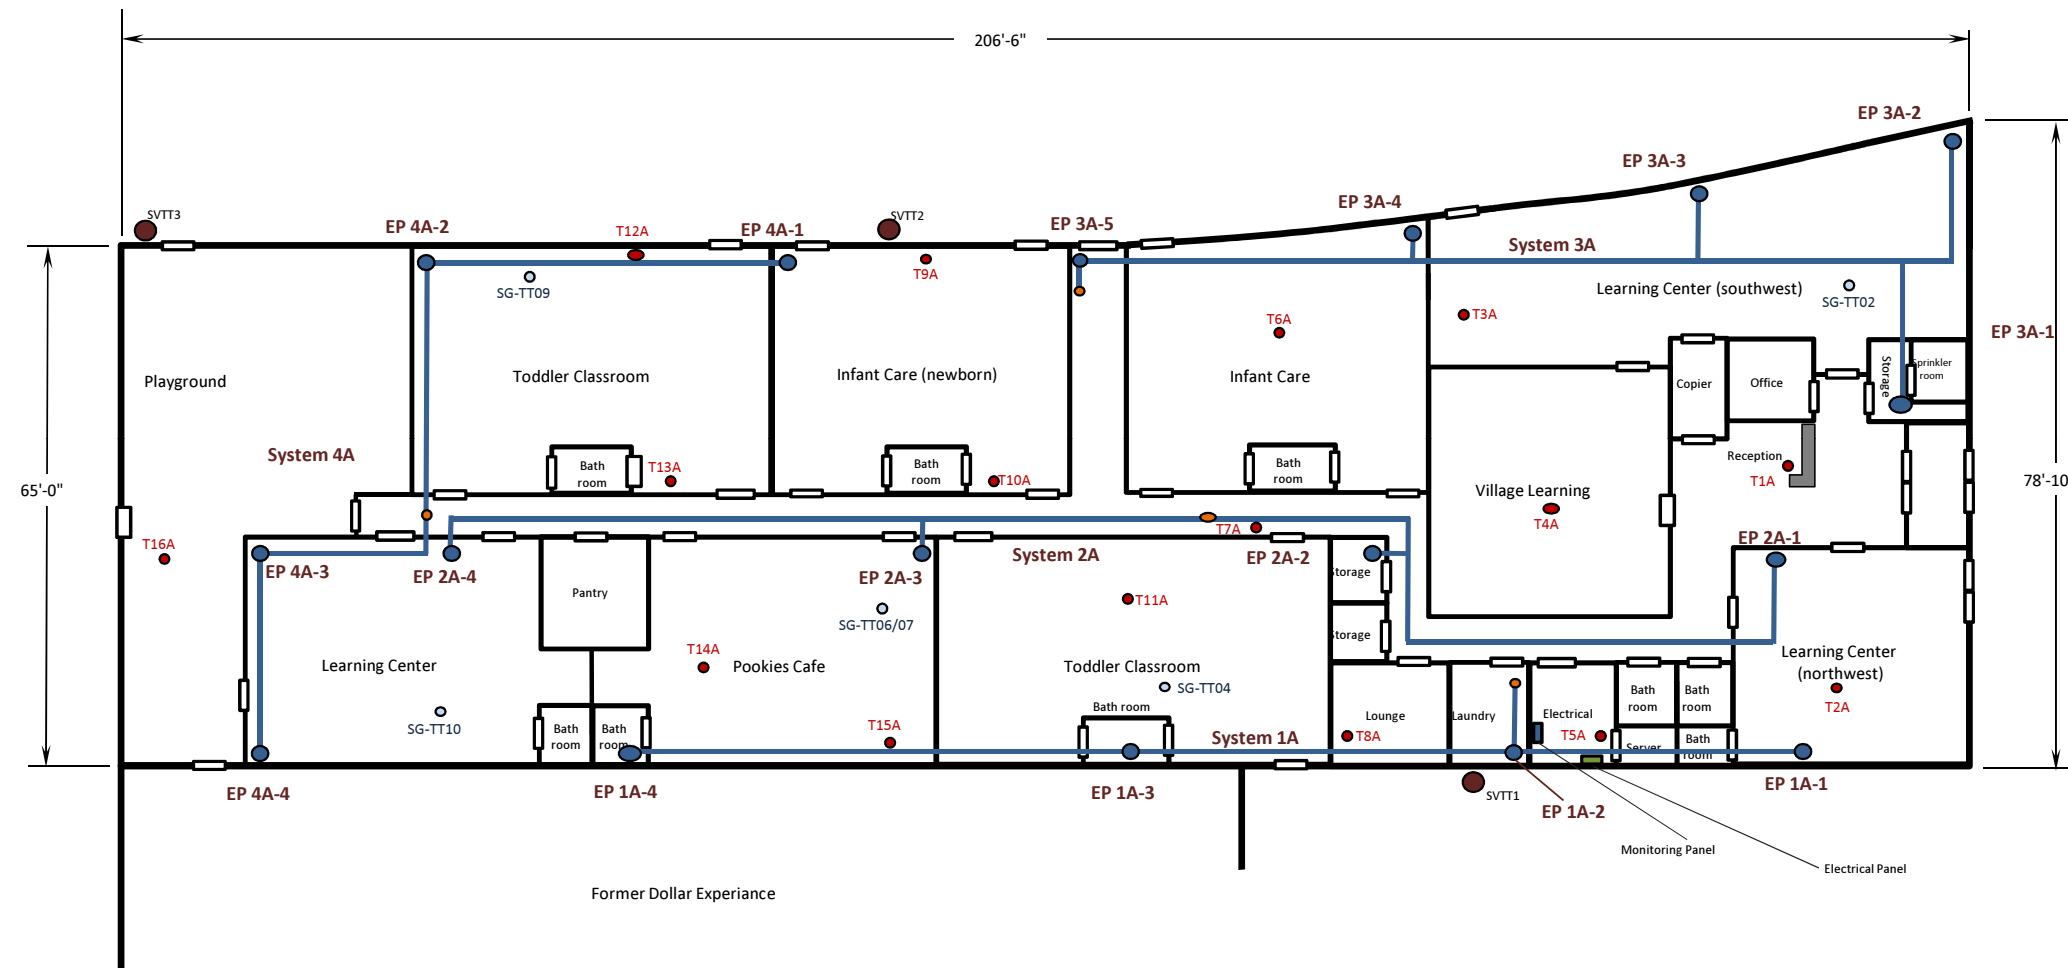 206'-6"
EP 3A-2
EP 3A-3
EP 3A-4
SVTT3
EP 4A-2
T12A
EP 4A-1
SVTT2
EP 3A-5
System 3A
T9A
SG-TT09
Learning Center (southwest)
SG-TT02
T6A
T3A
EP 3A-1
Playground
Toddler Classroom
Infant Care (newborn)
Infant Care
Copier
Office
Storage
Sprinkler
room
System 4A
Bath
room
T13A
Bath
room
T10A
Bath
room
Reception
T1A
65'-0"
78'-10
Village Learning
T4A
T16A
T7A
EP 2A-1
EP 4A-3
EP 2A-4
EP 2A-3
System 2A
EP 2A-2
Storage
Pantry
T11A
SG-TT06/07
Storage
T14A
Learning Center
Pookies Cafe
Toddler Classroom
SG-TT04
Learning Center
(northwest)
T2A
SG-TT10
Bath room
Bath
room
Bath
room
T15A
System 1A
Lounge
T8A
Laundry
Electrical
T5A
Bath
room
Bath
room
Server
Bath
room
EP 4A-4
EP 1A-4
EP 1A-3
SVTT1
EP 1A-2
EP 1A-1
Monitoring Panel
Electrical Panel
Former Dollar Experiance